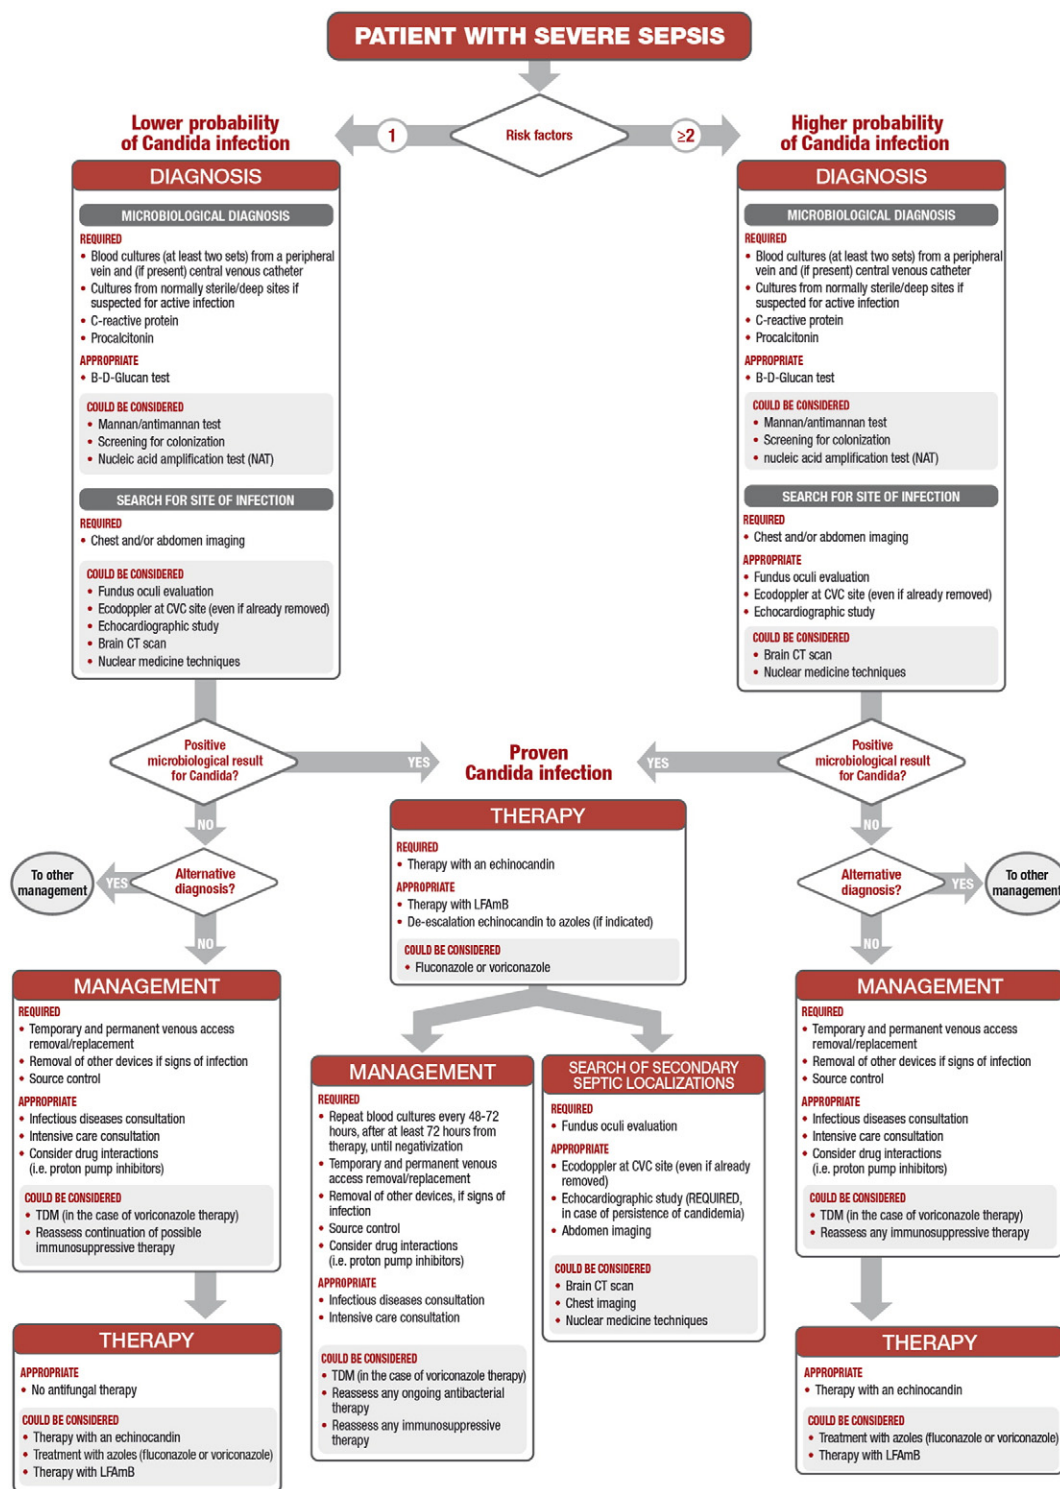 PATIENT WITH SEVERE SEPSIS
Risk factors
1
≥2
Lower probability
of Candida infection
DIAGNOSIS
MICROBIOLOGICAL DIAGNOSIS
REQUIRED
• Blood cultures (at least two sets) from a peripheral
vein and (if present) central venous catheter
• Cultures from normally sterile/deep sites if
suspected for active infection
• C-reactive protein
• Procalcitonin
APPROPRIATE
• B-D-Glucan test
COULD BE CONSIDERED
• Mannan/antimannan test
• Screening for colonization
• Nucleic acid amplification test (NAT)
SEARCH FOR SITE OF INFECTION
REQUIRED
• Chest and/or abdomen imaging
COULD BE CONSIDERED
• Fundus oculi evaluation
• Ecodoppler at CVC site (even if already removed)
• Echocardiographic study
• Brain CT scan
• Nuclear medicine techniques
Higher probability
of Candida infection
DIAGNOSIS
MICROBIOLOGICAL DIAGNOSIS
REQUIRED
• Blood cultures (at least two sets) from a peripheral
vein and (if present) central venous catheter
• Cultures from normally sterile/deep sites if
suspected for active infection
• C-reactive protein
• Procalcitonin
APPROPRIATE
• B-D-Glucan test
COULD BE CONSIDERED
• Mannan/antimannan test
• Screening for colonization
• nucleic acid amplification test (NAT)
SEARCH FOR SITE OF INFECTION
REQUIRED
• Chest and/or abdomen imaging
APPROPRIATE
• Fundus oculi evaluation
• Ecodoppler at CVC site (even if already removed)
• Echocardiographic study
COULD BE CONSIDERED
• Brain CT scan
• Nuclear medicine techniques
Positive
microbiological result
for Candida?
YES
NO
Alternative
diagnosis?
YES
To other
management
NO
MANAGEMENT
REQUIRED
• Temporary and permanent venous access
removal/replacement
• Removal of other devices if signs of infection
• Source control
APPROPRIATE
• Infectious diseases consultation
• Intensive care consultation
• Consider drug interactions
(i.e. proton pump inhibitors)
COULD BE CONSIDERED
• TDM (in the case of voriconazole therapy)
• Reassess continuation of possible
immunosuppressive therapy
THERAPY
APPROPRIATE
• No antifungal therapy
COULD BE CONSIDERED
• Therapy with an echinocandin
• Treatment with azoles (fluconazole or voriconazole)
• Therapy with LFAmB
Proven
Candida infection
THERAPY
REQUIRED
• Therapy with an echinocandin
APPROPRIATE
• Therapy with LFAmB
• De-escalation echinocandin to azoles (if indicated)
COULD BE CONSIDERED
• Fluconazole or voriconazole
MANAGEMENT
REQUIRED
• Repeat blood cultures every 48-72
hours, after at least 72 hours from
therapy, until negativization
• Temporary and permanent venous
access removal/replacement
• Removal of other devices, if signs of
infection
• Source control
• Consider drug interactions
(i.e. proton pump inhibitors)
APPROPRIATE
• Infectious diseases consultation
• Intensive care consultation
COULD BE CONSIDERED
• TDM (in the case of voriconazole therapy)
• Reassess any ongoing antibacterial
therapy
• Reassess any immunosuppressive
therapy
SEARCH OF SECONDARY
SEPTIC LOCALIZATIONS
REQUIRED
• Fundus oculi evaluation
APPROPRIATE
• Ecodoppler at CVC site (even if already
removed)
• Echocardiographic study (REQUIRED,
in case of persistence of candidemia)
• Abdomen imaging
COULD BE CONSIDERED
• Brain CT scan
• Chest imaging
• Nuclear medicine techniques
Positive
microbiological result
for Candida?
YES
NO
Alternative
diagnosis?
YES
To other
management
NO
MANAGEMENT
REQUIRED
• Temporary and permanent venous access
removal/replacement
• Removal of other devices if signs of infection
• Source control
APPROPRIATE
• Infectious diseases consultation
• Intensive care consultation
• Consider drug interactions
(i.e. proton pump inhibitors)
COULD BE CONSIDERED
• TDM (in the case of voriconazole therapy)
• Reassess any immunosuppressive therapy
THERAPY
APPROPRIATE
• Therapy with an echinocandin
COULD BE CONSIDERED
• Treatment with azoles (fluconazole or voriconazole)
• Therapy with LFAmB